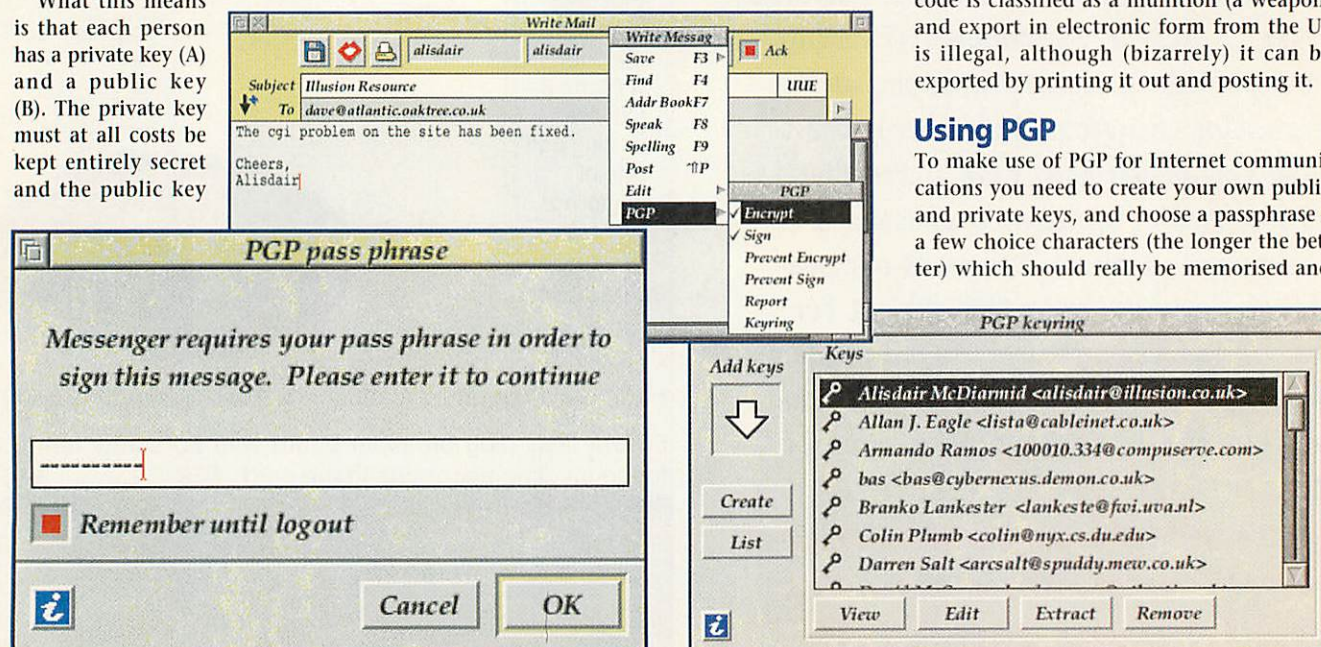 What this means
is that each person
has a private key (A)
and a public key
(B). The private key
must at all costs be
kept entirely secret
and the public key
Write Mail
alisdair
alisdair
Ack
Subject Illusion Resource
UUE
To dave@atlantic.oaktree.co.uk
The cgi problem on the site has been fixed.
Cheers,
Alisdair
Write Messag
Save F3
Find F4
Addr Book F7
Speak F8
Spelling F9
Post ^⇑P
Edit
PGP
PGP
✓ Encrypt
✓ Sign
Prevent Encrypt
Prevent Sign
Report
Keyring
code is classified as a munition (a weapon
and export in electronic form from the U
is illegal, although (bizarrely) it can b
exported by printing it out and posting it.
Using PGP
To make use of PGP for Internet communi
cations you need to create your own publi
and private keys, and choose a passphrase
a few choice characters (the longer the bet
ter) which should really be memorised and
PGP pass phrase
Messenger requires your pass phrase in order to
sign this message. Please enter it to continue
----------
Remember until logout
i
Cancel
OK
PGP keyring
Add keys
Keys
Alisdair McDiarmid <alisdair@illusion.co.uk>
Allan J. Eagle <lista@cableinet.co.uk>
Armando Ramos <100010.334@compuserve.com>
bas <bas@cybernexus.demon.co.uk>
Branko Lankester <lankeste@fwi.uva.nl>
Colin Plumb <colin@nyx.cs.du.edu>
Darren Salt <arcsalt@spuddy.mew.co.uk>
Create
List
i
View
Edit
Extract
Remove